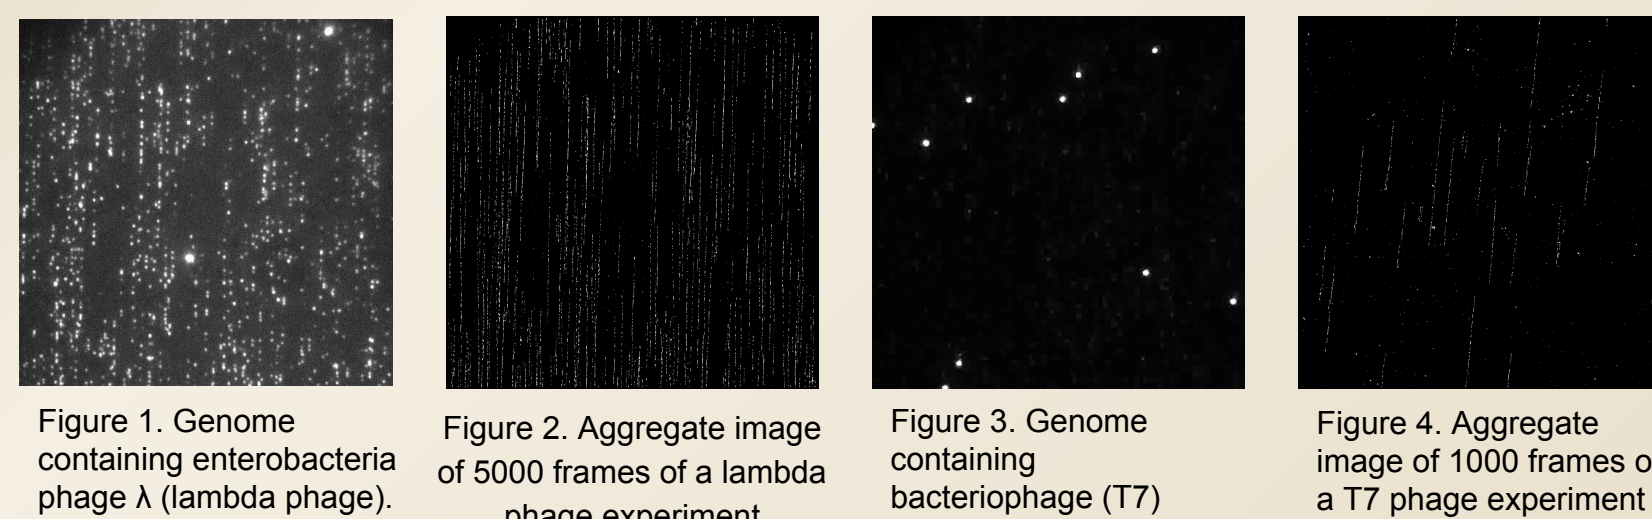 Figure 1. Genome
containing enterobacteria
phage λ (lambda phage).
Figure 2. Aggregate image
of 5000 frames of a lambda
phage experiment
Figure 3. Genome
containing
bacteriophage (T7)
Figure 4. Aggregate
image of 1000 frames o
a T7 phage experiment